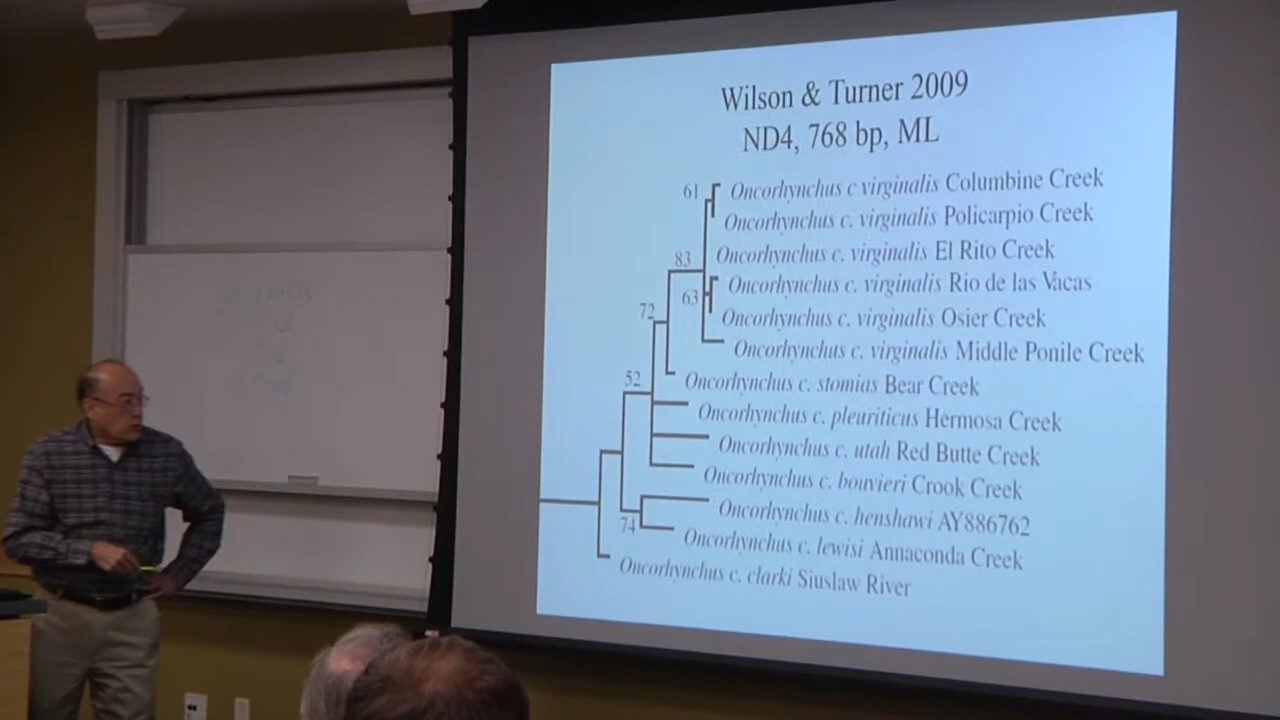 Wilson & Turner 2009
ND4, 768 bp, ML
61
Oncorhynchus c virginalis Columbine Creek
Oncorhynchus c. virginalis Policarpio Creek
83
Oncorhynchus c. virginalis El Rito Creek
Oncorhynchus c. virginalis Rio de las Vacas
63
72
Oncorhynchus c. virginalis Osier Creek
Oncorhynchus c. virginalis Middle Ponile Creek
52
Oncorhynchus c. stomias Bear Creek
Oncorhynchus c. pleuriticus Hermosa Creek
Oncorhynchus c. utah Red Butte Creek
Oncorhynchus c. bouvieri Crook Creek
Oncorhynchus c. henshawi AY886762
74
Oncorhynchus c. lewisi Annaconda Creek
Oncorhynchus c. clarki Siuslaw River